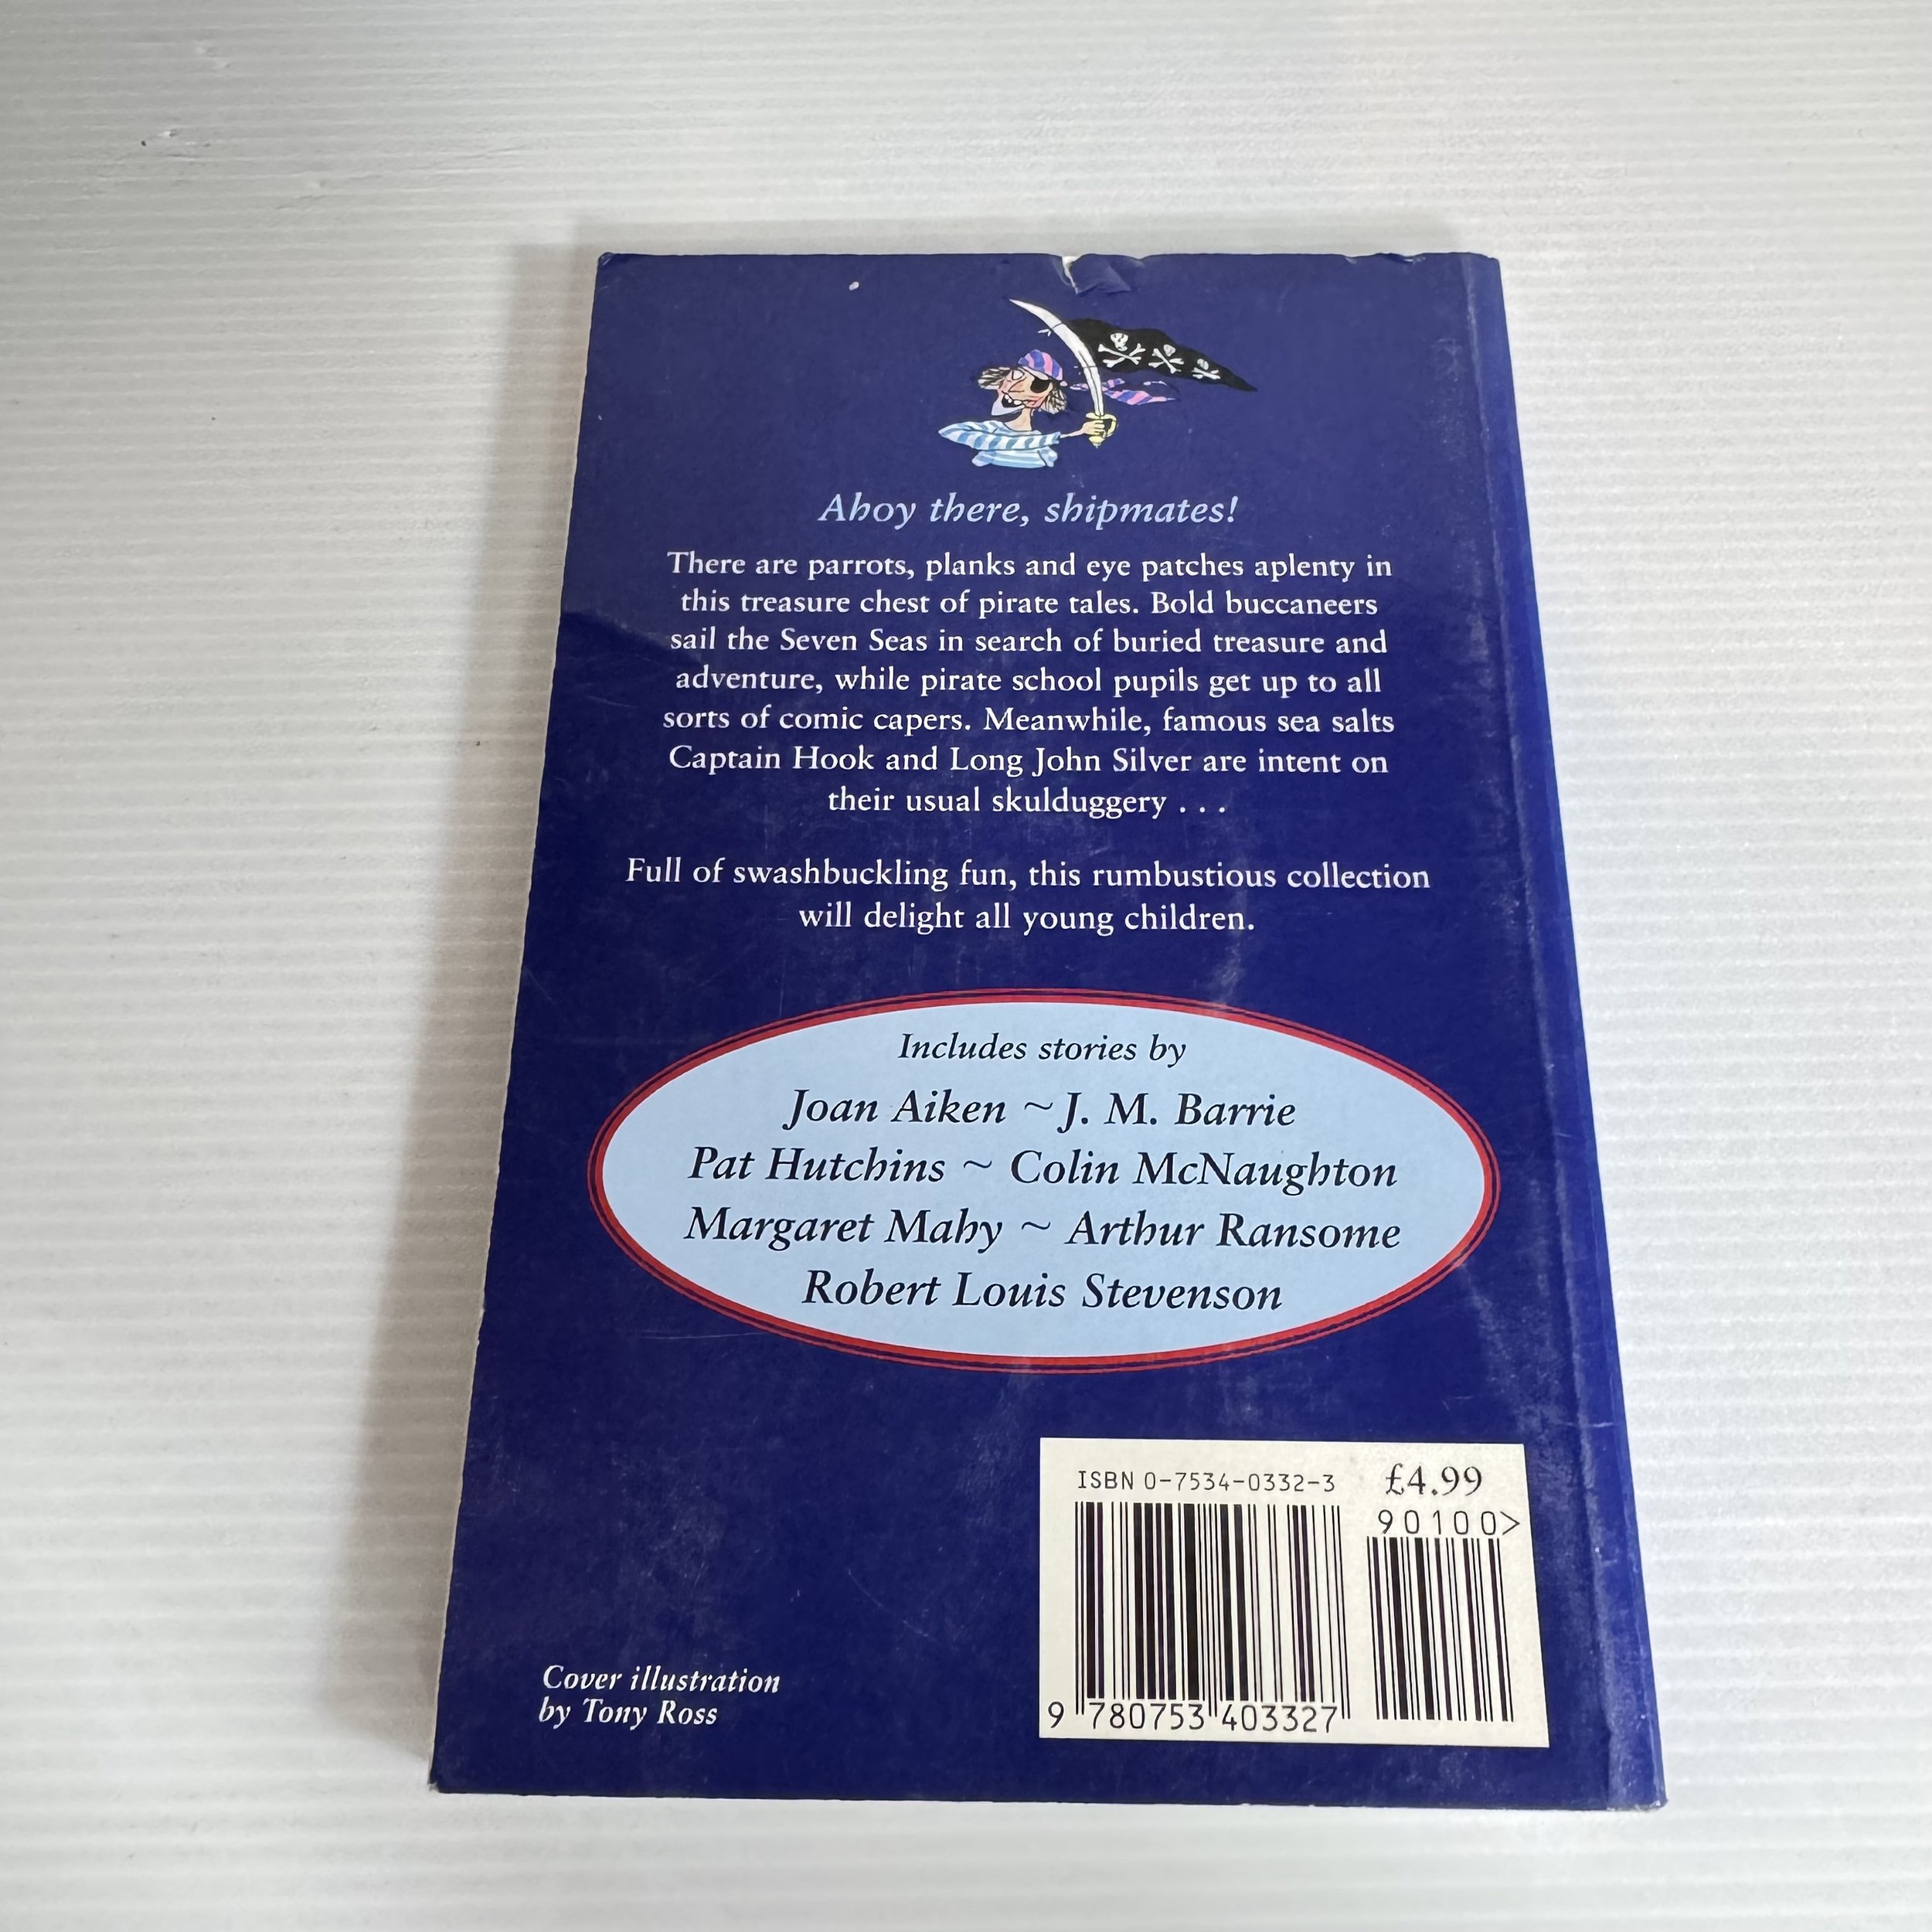 Ahoy there, shipmates!
There are parrots, planks and eye patches aplenty in
this treasure chest of pirate tales. Bold buccaneers
sail the Seven Seas in search of buried treasure and
adventure, while pirate school pupils get up to all
sorts of comic capers. Meanwhile, famous sea salts
Captain Hook and Long John Silver are intent on
their usual skulduggery . . .
Full of swashbuckling fun, this rumbustious collection
will delight all young children.
Includes stories by
Joan Aiken ~ J. M. Barrie
Pat Hutchins ~ Colin McNaughton
Margaret Mahy ~ Arthur Ransome
Robert Louis Stevenson
ISBN 0-7534-0332-3 £4.99
90100>
9 780753 403327
Cover illustration
by Tony Ross